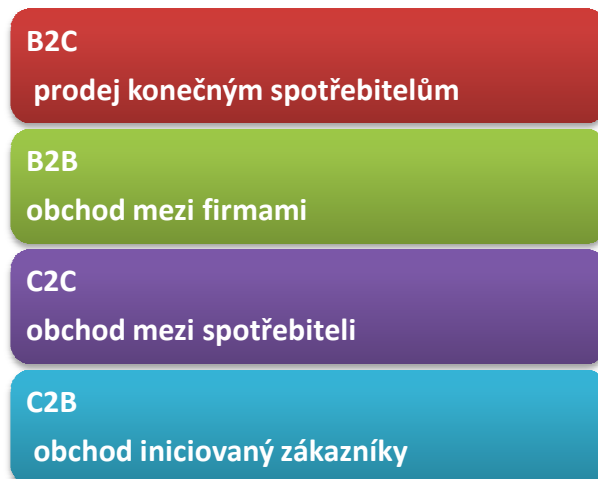 B2C
prodej konečným spotřebitelům
B2B
obchod mezi firmami
C2C
obchod mezi spotřebiteli
C2B
obchod iniciovaný zákazníky